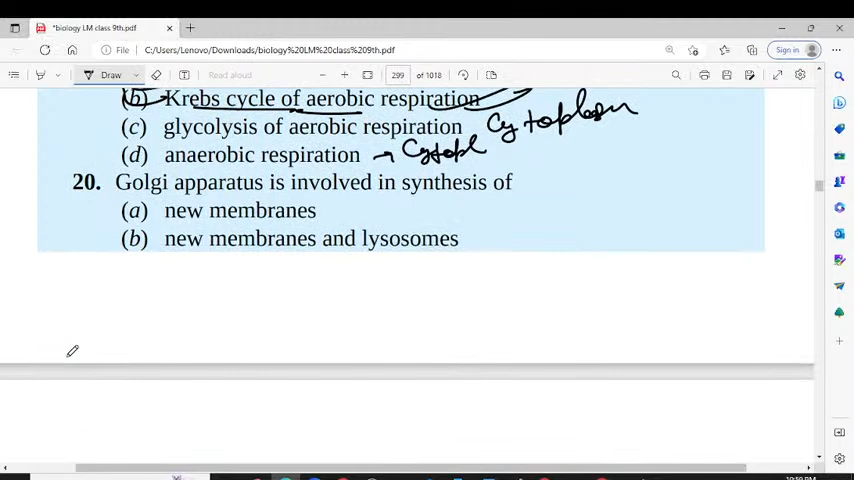 *biology LM class 9th.pdf
File
C:/Users/Lenovo/Downloads/biology%20LM%20class%209th.pdf
Sign in
Draw
Read aloud
299 of 1018
(b) Krebs cycle of aerobic respiration
(c) glycolysis of aerobic respiration Cytoplasm
(d) anaerobic respiration → Cytopl
20. Golgi apparatus is involved in synthesis of
(a) new membranes
(b) new membranes and lysosomes